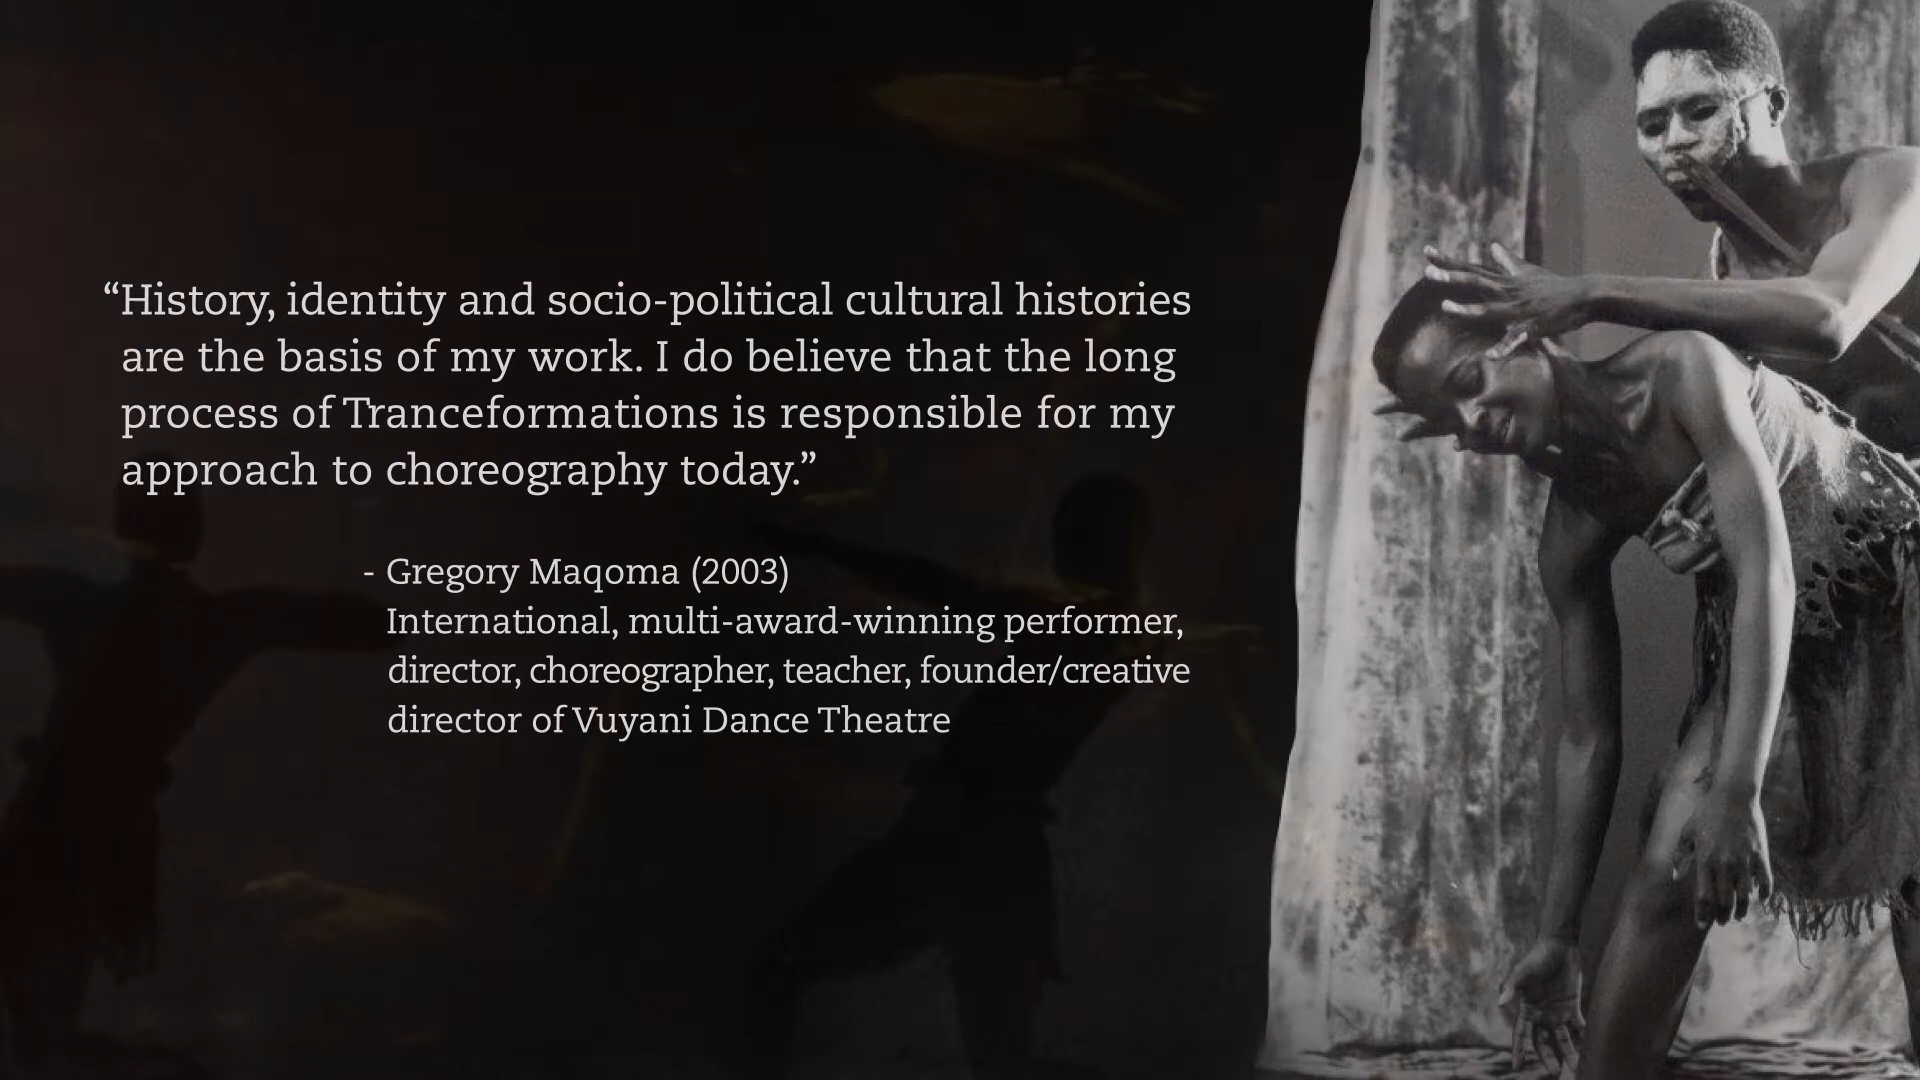 “History, identity and socio-political cultural histories
are the basis of my work. I do believe that the long
process of Tranceformations is responsible for my
approach to choreography today.”
- Gregory Maqoma (2003)
International, multi-award-winning performer,
director, choreographer, teacher, founder/creative
director of Vuyani Dance Theatre